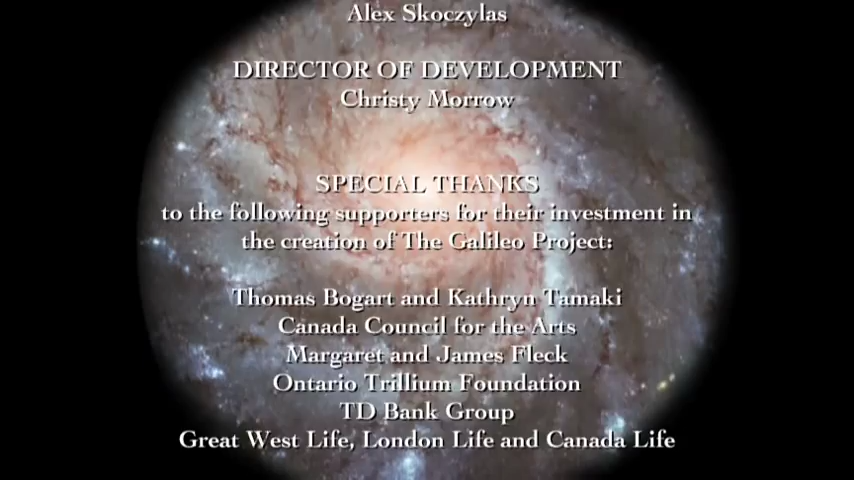 Alex Skoczylas
DIRECTOR OF DEVELOPMENT
Christy Morrow
SPECIAL THANKS
to the following supporters for their investment in
the creation of The Galileo Project:
Thomas Bogart and Kathryn Tamaki
Canada Council for the Arts
Margaret and James Fleck
Ontario Trillium Foundation
TD Bank Group
Great West Life, London Life and Canada Life